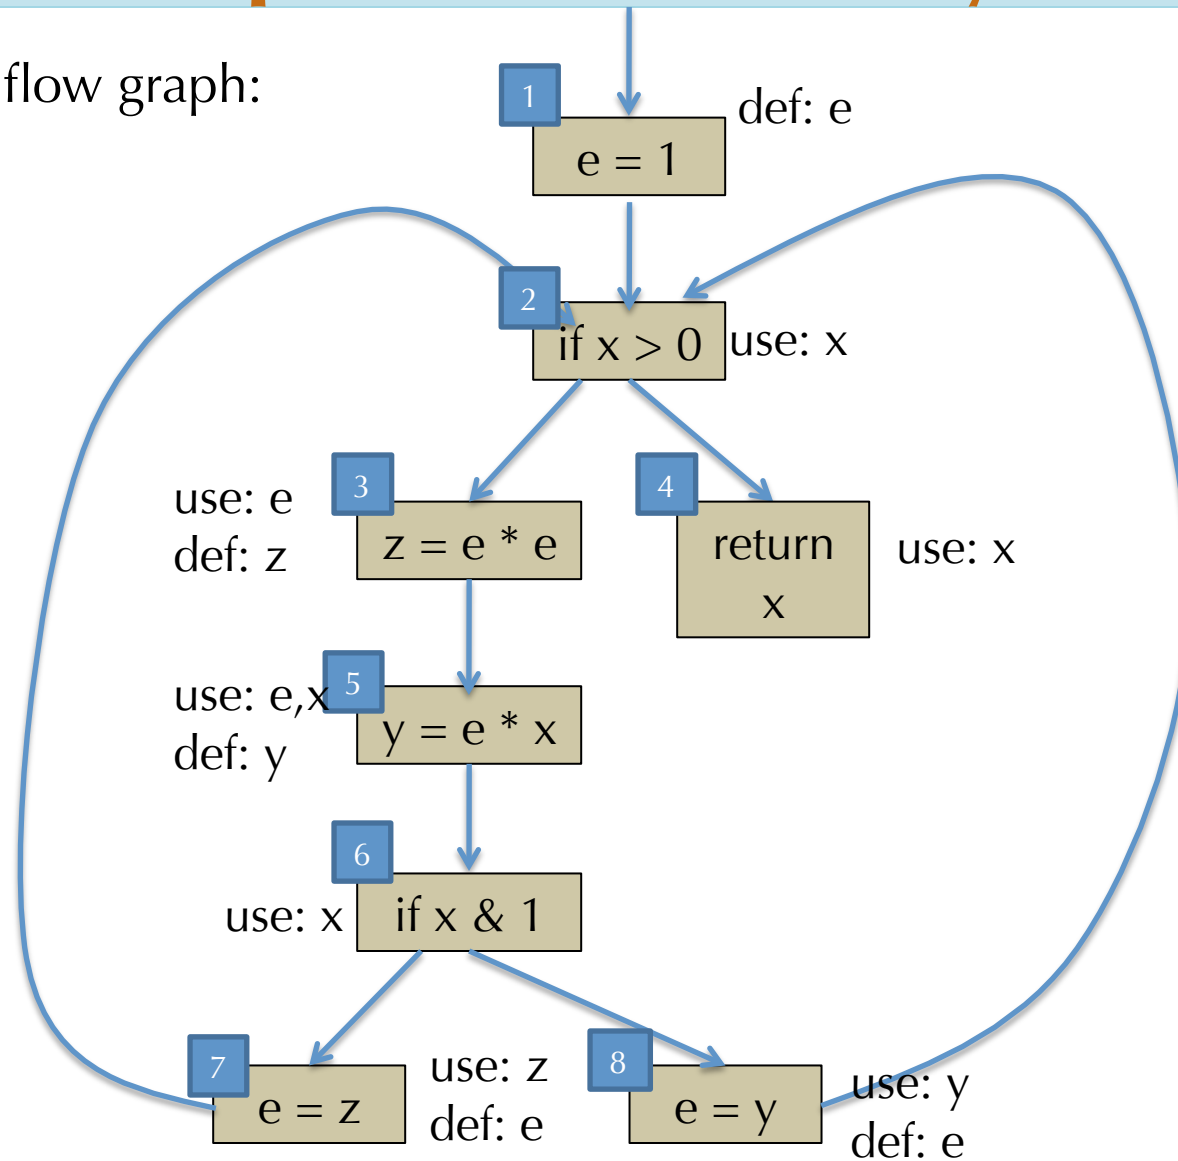 flow graph:
1
def: e
e = 1
2
if x > 0
use: x
3
use: e
def: z
z = e * e
4
return
x
use: x
5
use: e,x
def: y
y = e * x
6
use: x
if x & 1
7
e = z
use: z
def: e
8
e = y
use: y
def: e